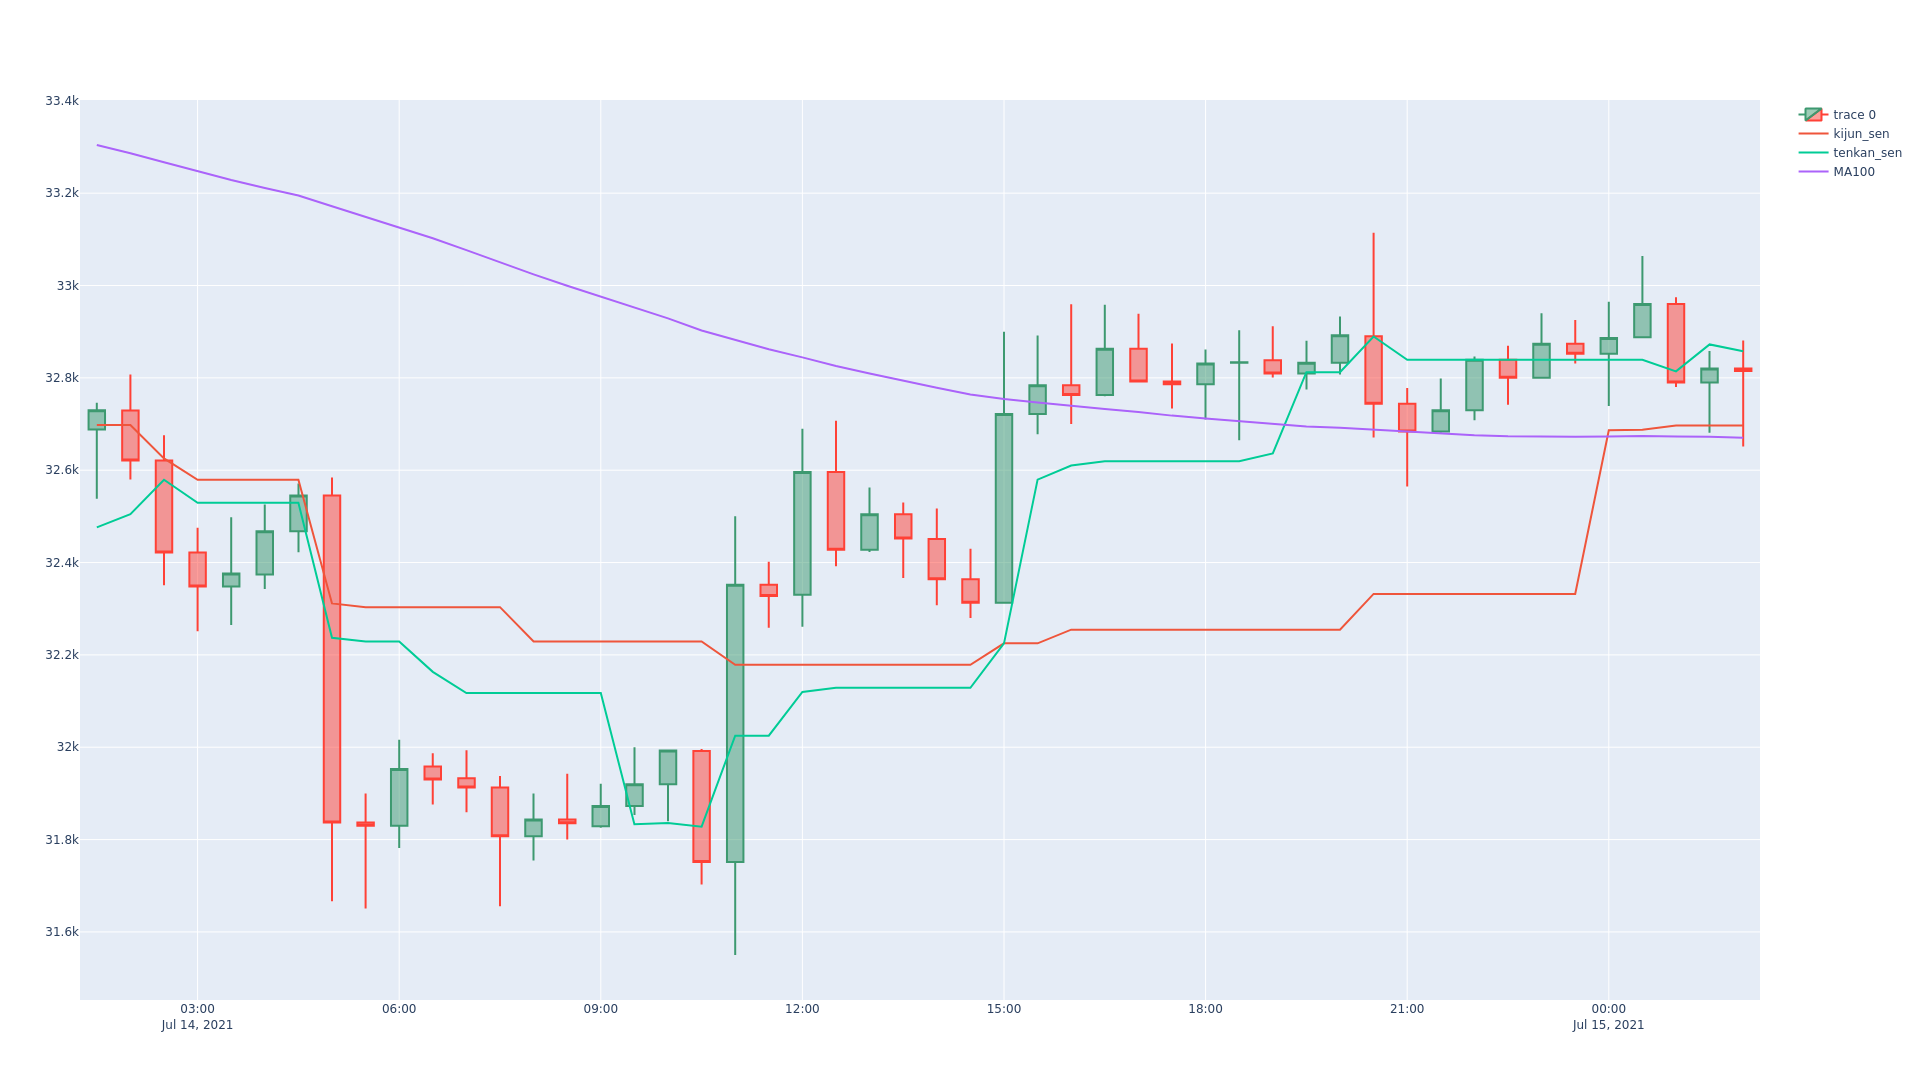 33.4k
33.2k
33k
32.8k
32.6k
32.4k
32.2k
32k
31.8k
31.6k
03:00
Jul 14, 2021
06:00
09:00
12:00
15:00
18:00
21:00
00:00
Jul 15, 2021
trace 0
kijun_sen
tenkan_sen
MA100